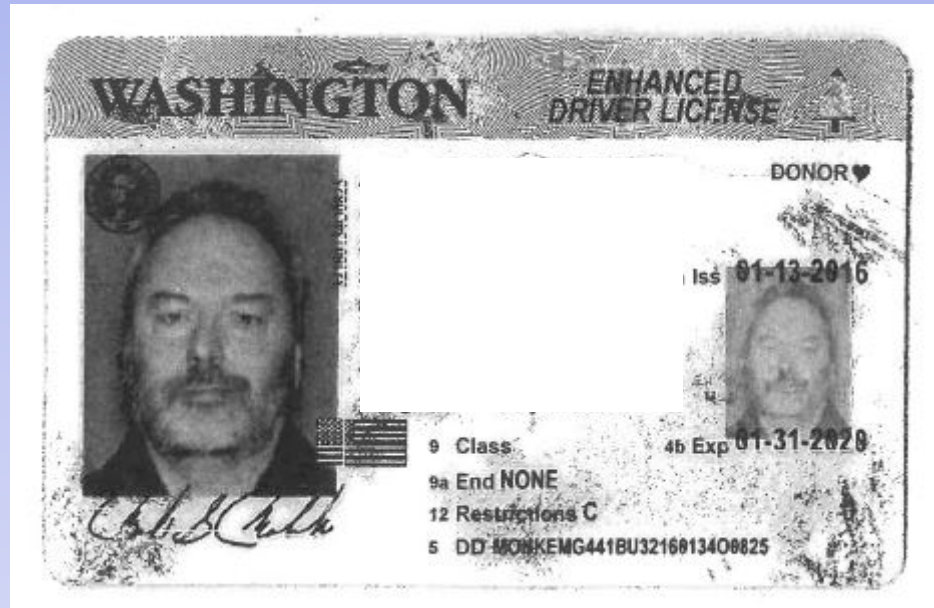 WASHINGTON
ENHANCED
DRIVER LICENSE
DONOR
Iss 01-13-2016
9 Class
4b Exp 01-31-2020
9a End NONE
12 Restrictions C
5 DD MONKEMG441BU32160134O0825